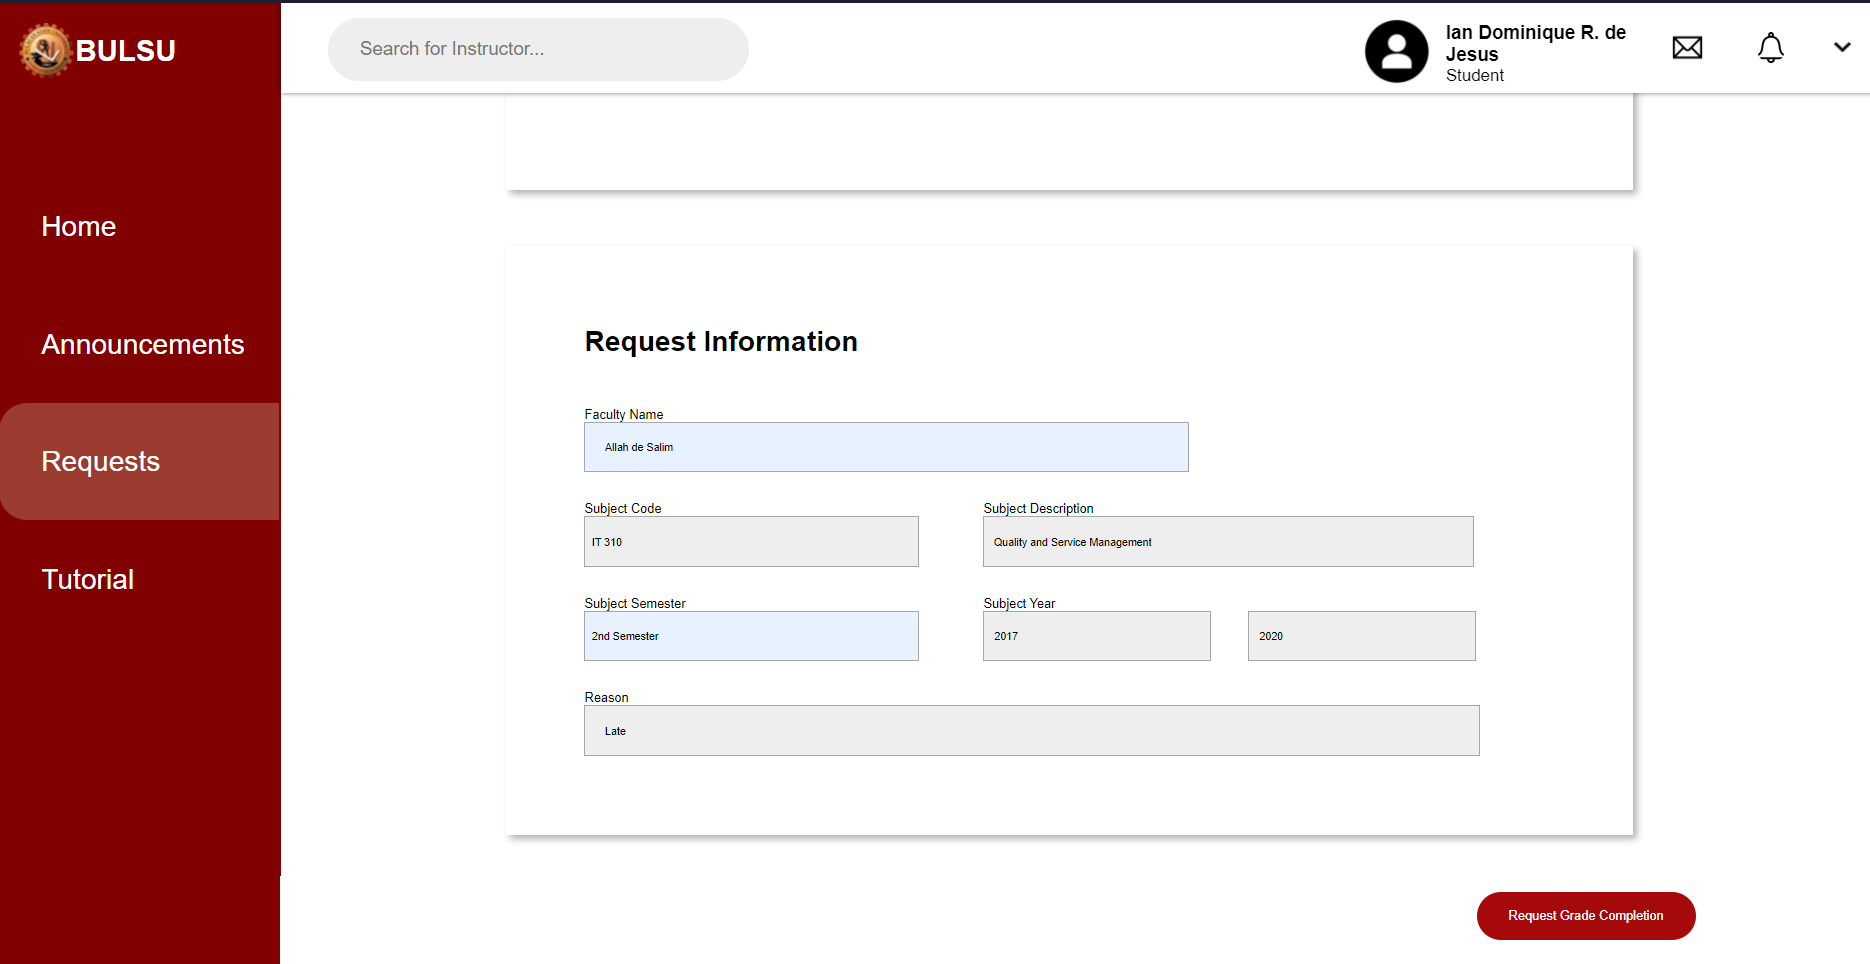 BULSU
Search for Instructor...
Ian Dominique R. de
Jesus
Student
Home
Announcements
Requests
Tutorial
Request Information
Faculty Name
Allah de Salim
Subject Code
Subject Description
IT 310
Quality and Service Management
Subject Semester
Subject Year
2nd Semester
2017
2020
Reason
Late
Request Grade Completion